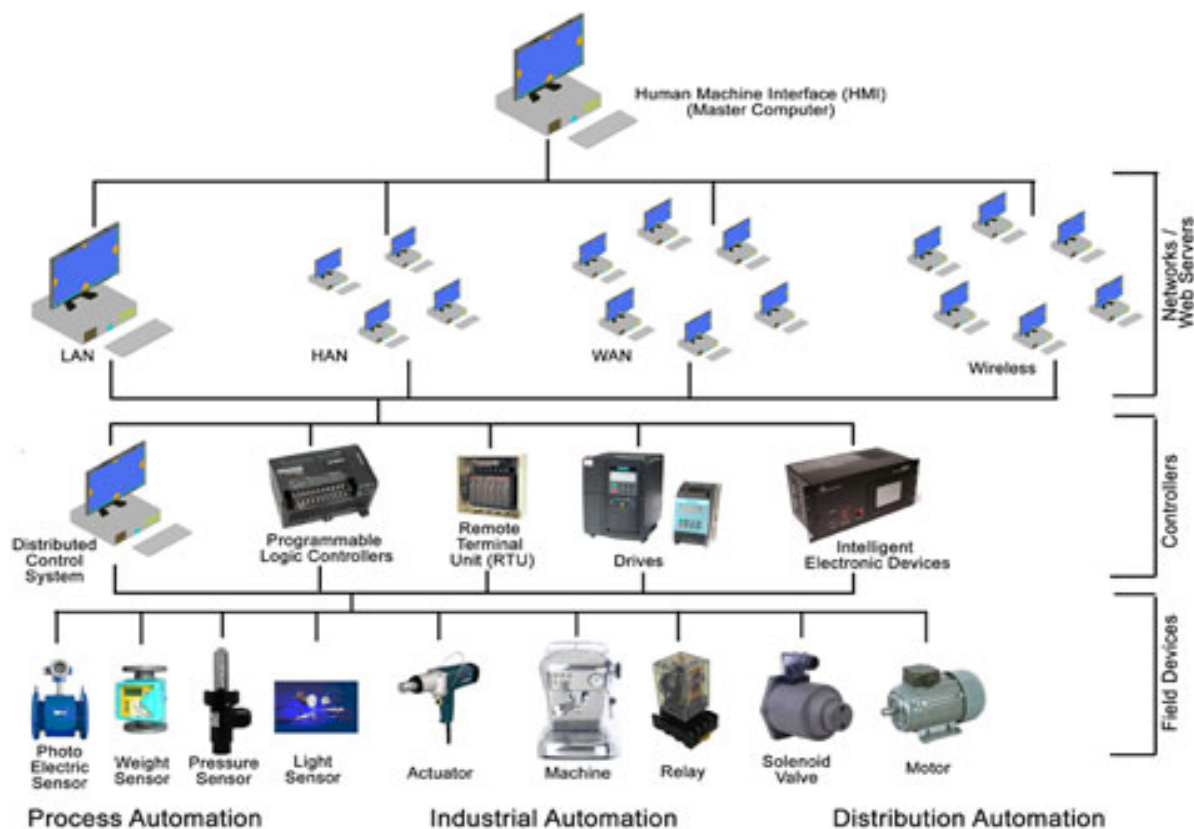 Human Machine Interface (HMI)
(Master Computer)
Networks /
Web Servers
LAN
HAN
WAN
Wireless
Controllers
Distributed
Control
System
Programmable
Logic Controllers
Remote
Terminal
Unit (RTU)
Drives
Intelligent
Electronic Devices
Field Devices
Photo
Electric
Sensor
Weight
Sensor
Pressure
Sensor
Light
Sensor
Actuator
Machine
Relay
Solenoid
Valve
Motor
Process Automation
Industrial Automation
Distribution Automation